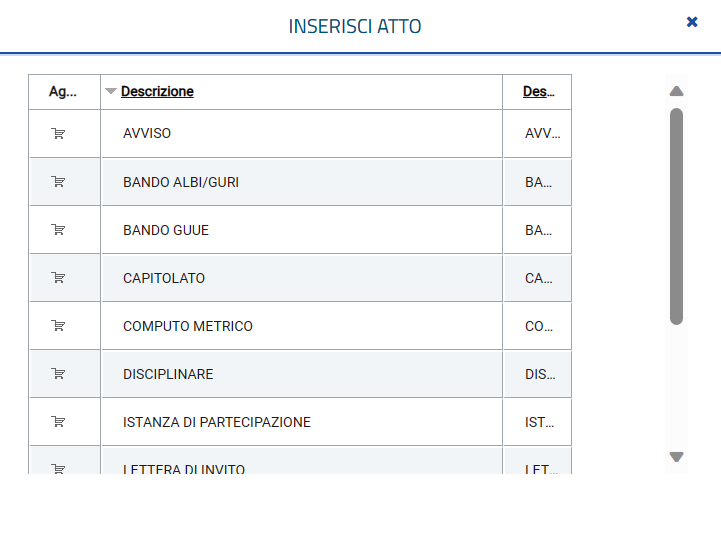 INSERISCI ATTO
Ag... Descrizione Des...
AVVISO AVV...
BANDO ALBI/GURI BA...
BANDO GUUE BA...
CAPITOLATO CA...
COMPUTO METRICO CO...
DISCIPLINARE DIS...
ISTANZA DI PARTECIPAZIONE IST...
LETTERA DI INVITO LET...